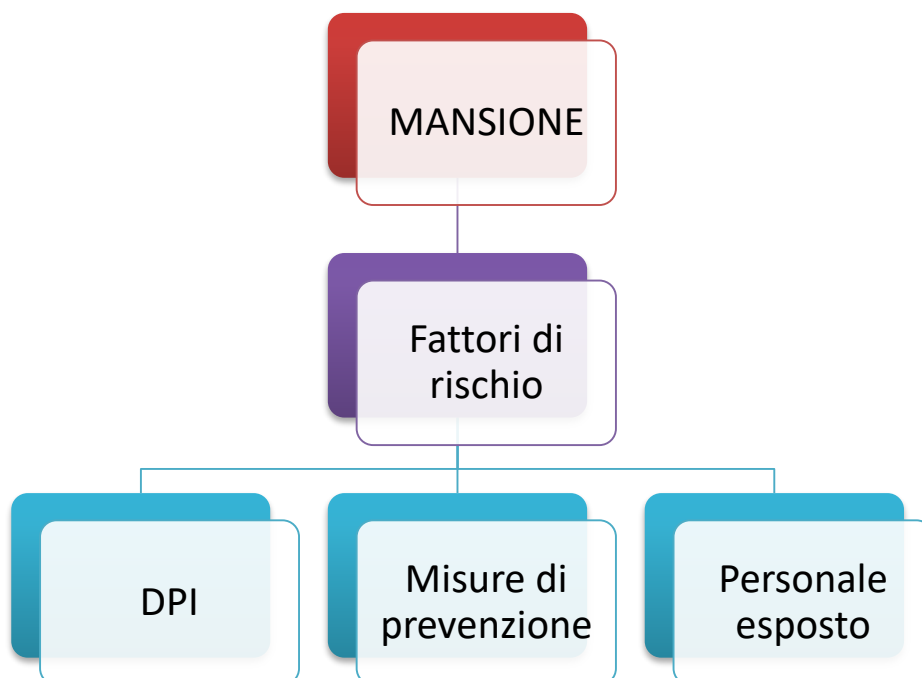 MANSIONE
Fattori di
rischio
DPI
Misure di
prevenzione
Personale
esposto